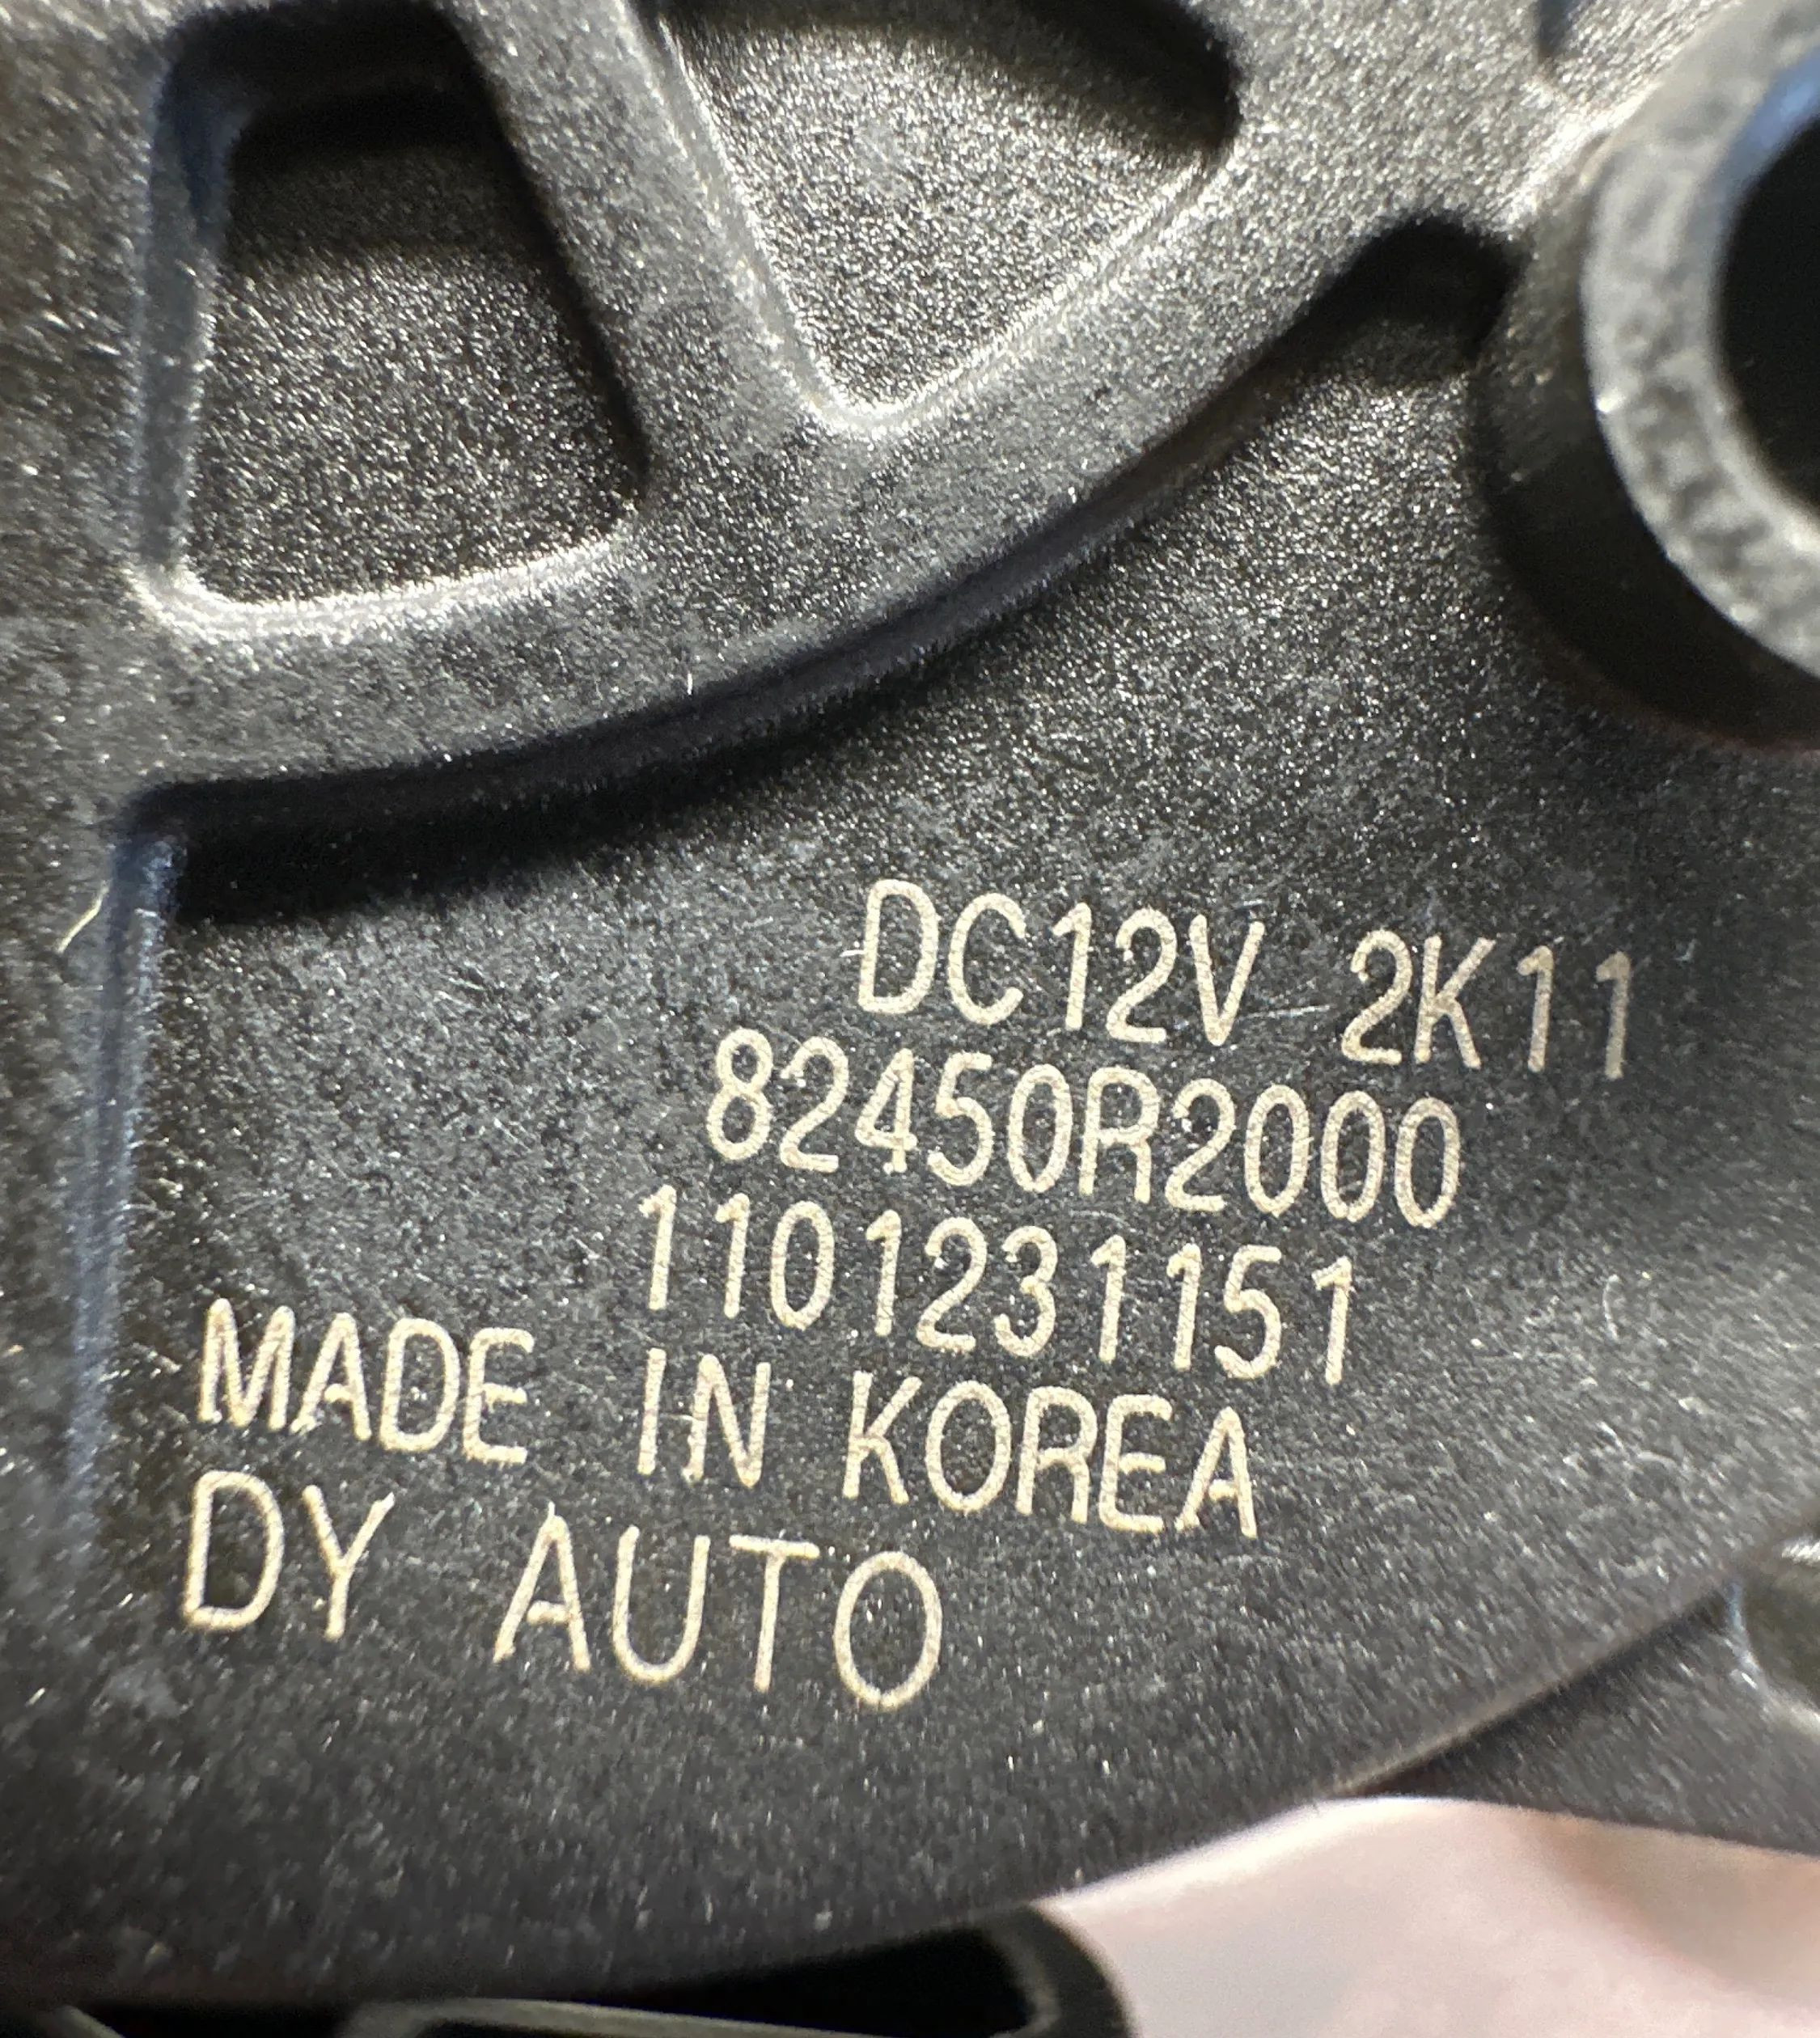 DC12V 2K11
82450R2000
1101231151
MADE IN KOREA
DY AUTO